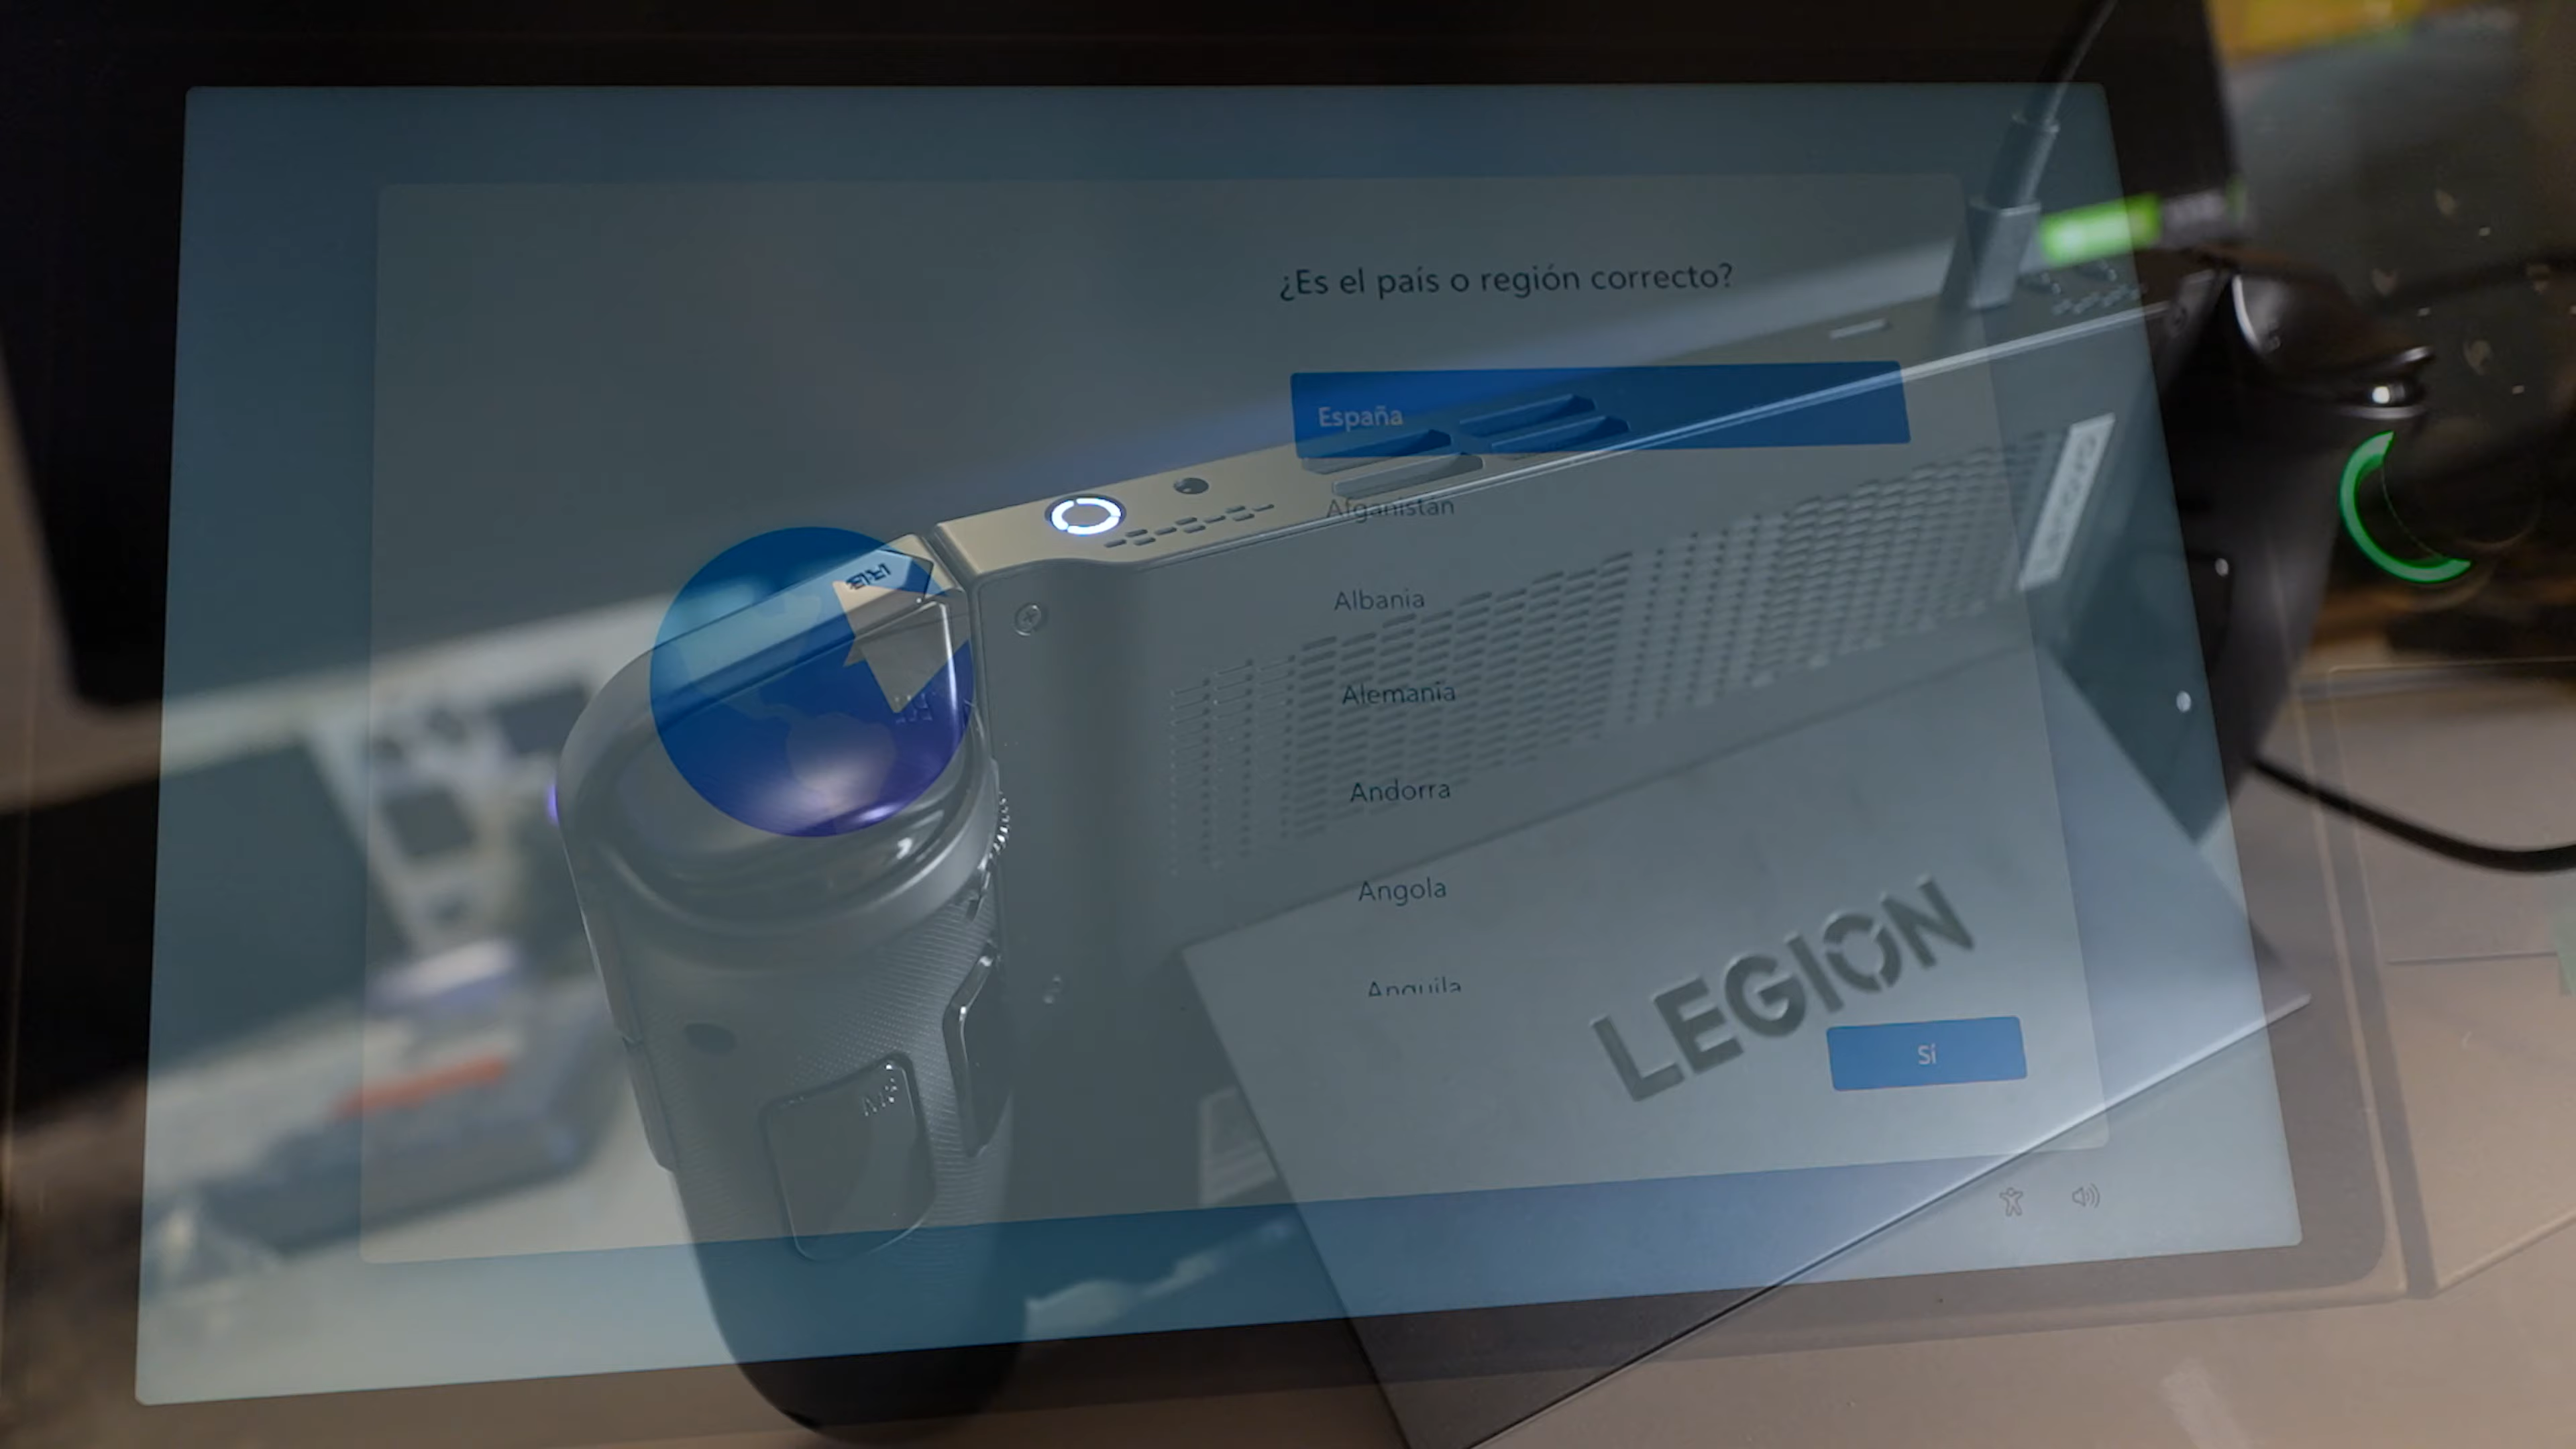 ¿Es el país o región correcto?
España
Afganistán
Albania
Alemania
Andorra
Angola
Anguila
LEGION
Sí